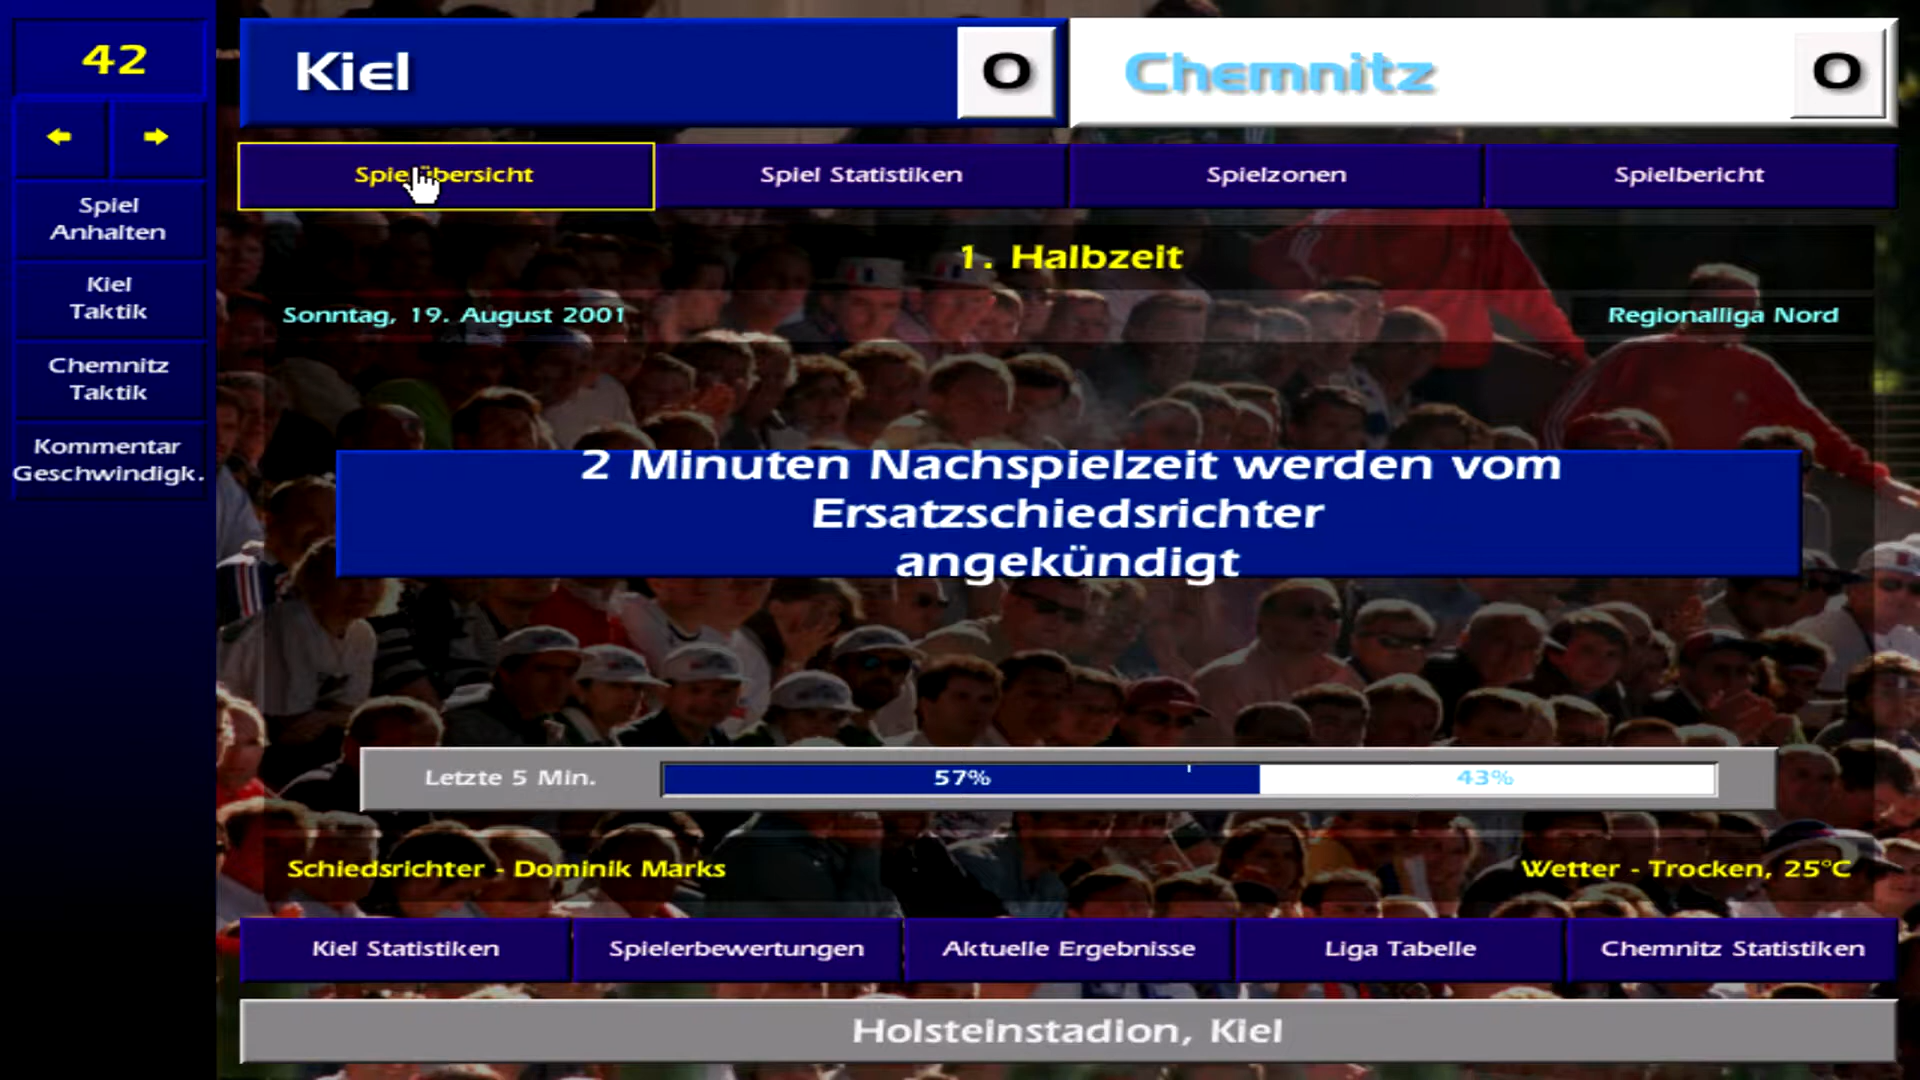 42
Kiel 0 Chemnitz 0
Spielübersicht Spiel Statistiken Spielzonen Spielbericht
Spiel
Anhalten
Kiel
Taktik
Chemnitz
Taktik
Kommentar
Geschwindigk.
1. Halbzeit
Sonntag, 19. August 2001 Regionalliga Nord
2 Minuten Nachspielzeit werden vom
Ersatzschiedsrichter
angekündigt
Letzte 5 Min. 57% 43%
Schiedsrichter - Dominik Marks Wetter - Trocken, 25°C
Kiel Statistiken Spielerbewertungen Aktuelle Ergebnisse Liga Tabelle Chemnitz Statistiken
Holsteinstadion, Kiel